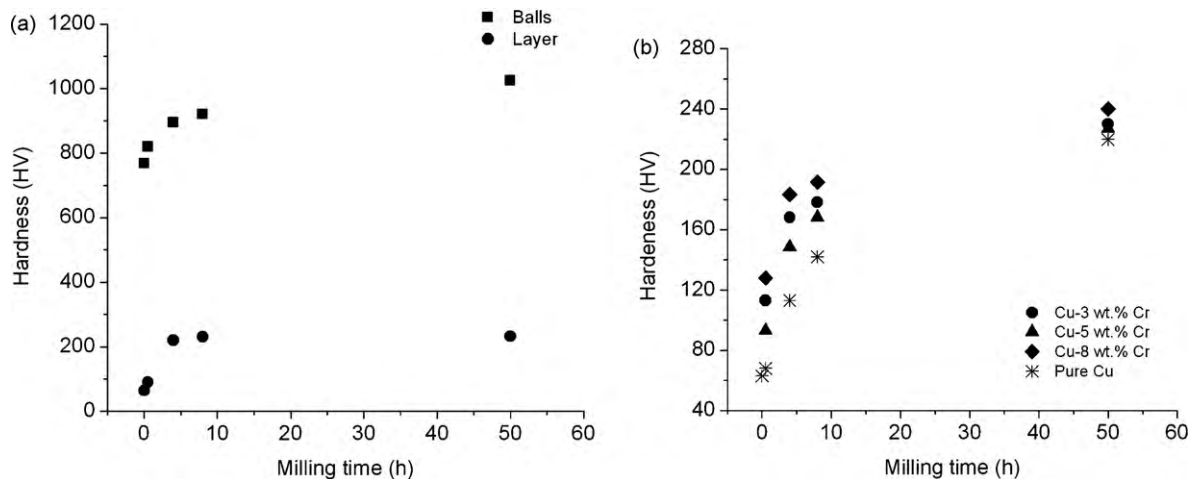 (a)
1200
1000
800
600
400
200
0
Hardness (HV)
Balls
Layer
0 10 20 30 40 50 60
Milling time (h)
(b)
280
240
200
160
120
80
40
Hardeness (HV)
Cu-3 wt.% Cr
Cu-5 wt.% Cr
Cu-8 wt.% Cr
Pure Cu
0 10 20 30 40 50 60
Milling time (h)